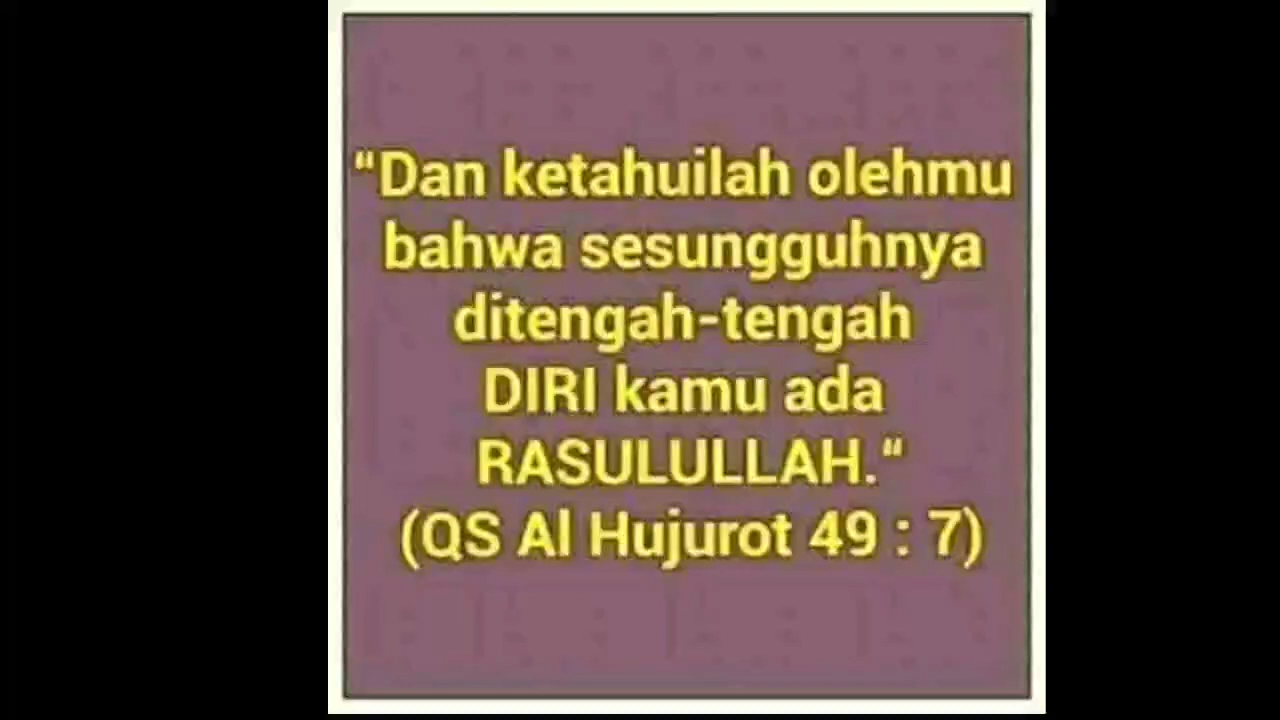 “Dan ketahuilah olehmu
bahwa sesungguhnya
ditengah-tengah
DIRI kamu ada
RASULULLAH.“
(QS Al Hujurot 49 : 7)